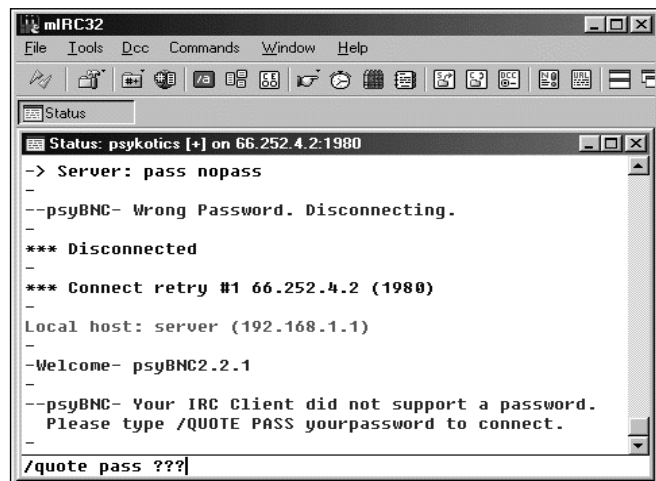 mIRC32
File Tools Dcc Commands Window Help
Status
Status: psykotics [+] on 66.252.4.2:1980
-> Server: pass nopass
-
--psyBNC- Wrong Password. Disconnecting.
-
*** Disconnected
-
*** Connect retry #1 66.252.4.2 (1980)
-
Local host: server (192.168.1.1)
-
-Welcome- psyBNC2.2.1
-
--psyBNC- Your IRC Client did not support a password.
Please type /QUOTE PASS yourpassword to connect.
-
/quote pass ???